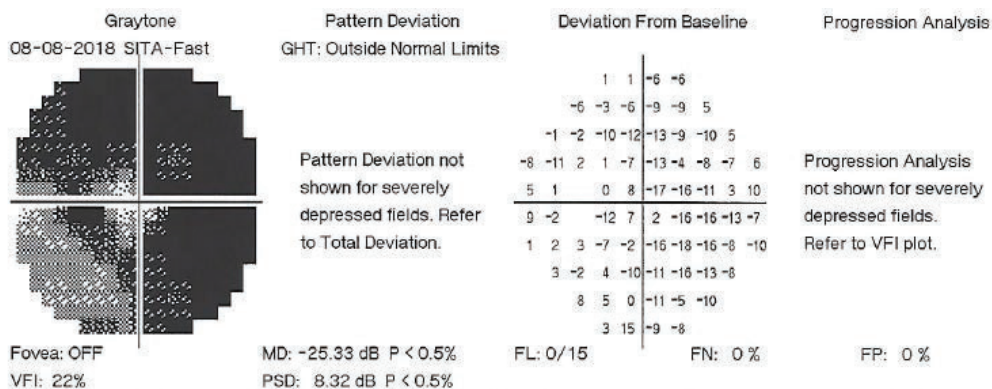 Graytone
Pattern Deviation
Deviation From Baseline
Progression Analysis
08-08-2018 SITA-Fast
GHT: Outside Normal Limits
Pattern Deviation not
shown for severely
depressed fields. Refer
to Total Deviation.
1 1 -6 -6
-6 -3 -6 -9 -9 5
-1 -2 -10 -12 -13 -9 -10 5
-8 -11 2 1 -7 -13 -4 -8 -7 6
5 1 0 8 -17 -16 -11 3 10
9 -2 -12 7 2 -16 -16 -13 -7
1 2 3 -7 -2 -16 -18 -16 -8 -10
3 -2 4 -10 -11 -16 -13 -8
8 5 0 -11 -5 -10
3 15 -9 -8
Progression Analysis
not shown for severely
depressed fields.
Refer to VFI plot.
Fovea: OFF
VFI: 22%
MD: -25.33 dB P < 0.5%
PSD: 8.32 dB P < 0.5%
FL: 0/15
FN: 0 %
FP: 0 %